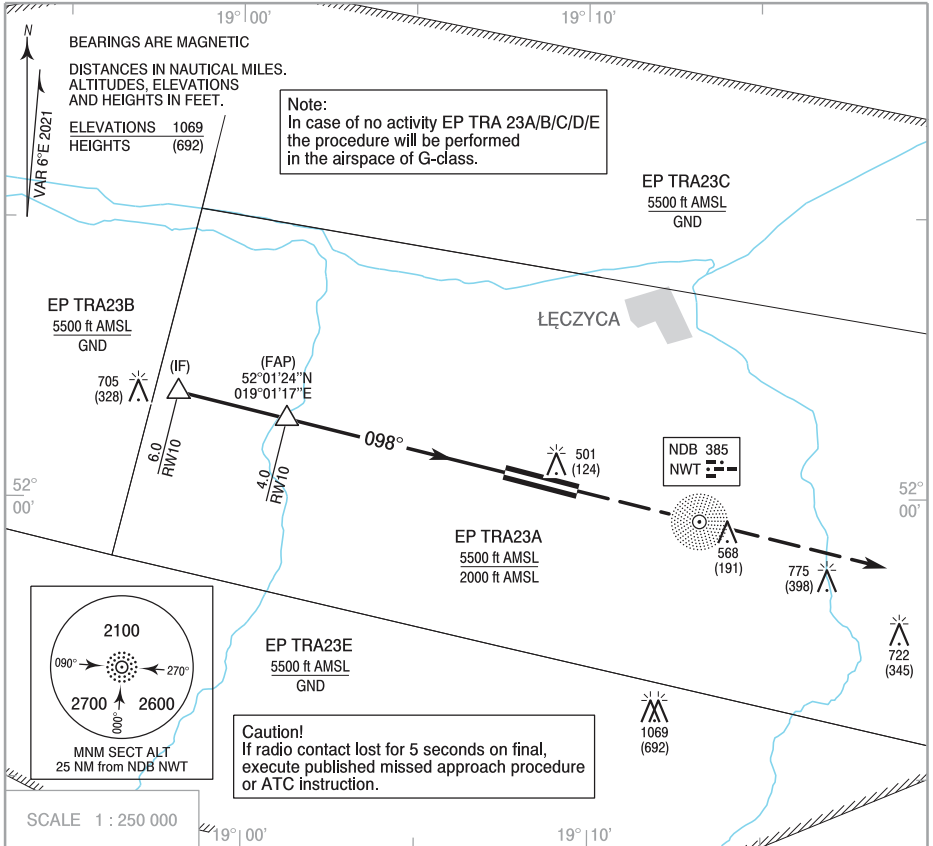 19° 00'
19° 10'
N
VAR 6°E 2021
BEARINGS ARE MAGNETIC
DISTANCES IN NAUTICAL MILES.
ALTITUDES, ELEVATIONS
AND HEIGHTS IN FEET.
ELEVATIONS 1069
HEIGHTS (692)
Note:
In case of no activity EP TRA 23A/B/C/D/E
the procedure will be performed
in the airspace of G-class.
EP TRA23C
5500 ft AMSL
GND
EP TRA23B
5500 ft AMSL
GND
ŁĘCZYCA
705
(328)
(IF)
(FAP)
52°01'24"N
019°01'17"E
6.0
RW10
4.0
RW10
098°
501
(124)
NDB 385
NWT
52°
00'
52°
00'
EP TRA23A
5500 ft AMSL
2000 ft AMSL
568
(191)
775
(398)
722
(345)
1069
(692)
EP TRA23E
5500 ft AMSL
GND
2100
090°
270°
2700
2600
000°
MNM SECT ALT
25 NM from NDB NWT
Caution!
If radio contact lost for 5 seconds on final,
execute published missed approach procedure
or ATC instruction.
SCALE 1 : 250 000
19° 00'
19° 10'